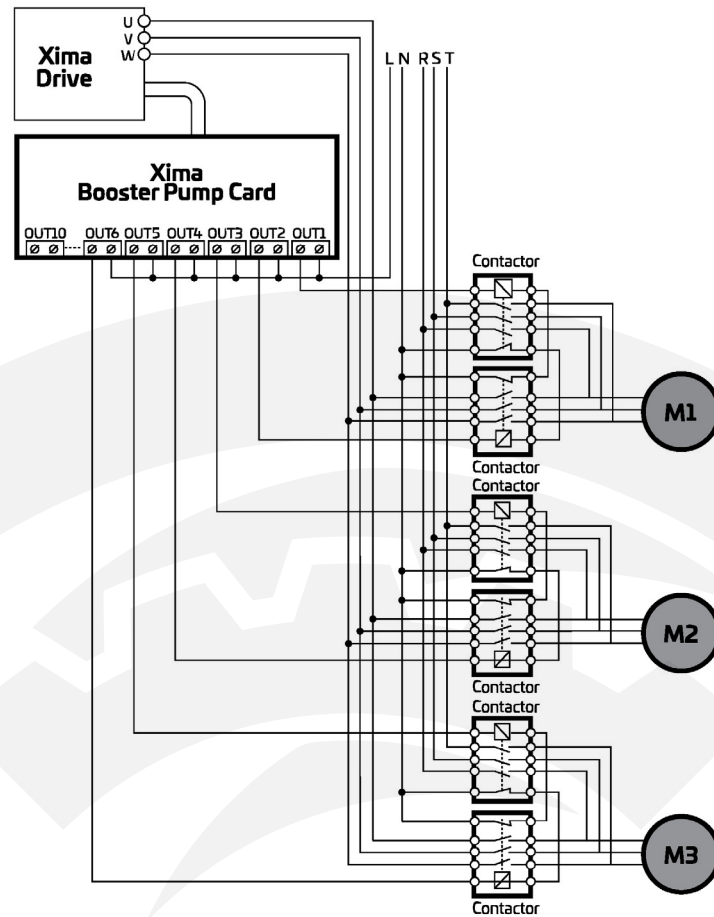 U
V
W
Xima
Drive
L N R S T
Xima
Booster Pump Card
OUT10 OUT6 OUT5 OUT4 OUT3 OUT2 OUT1
Contactor
M1
Contactor
Contactor
M2
Contactor
Contactor
M3
Contactor